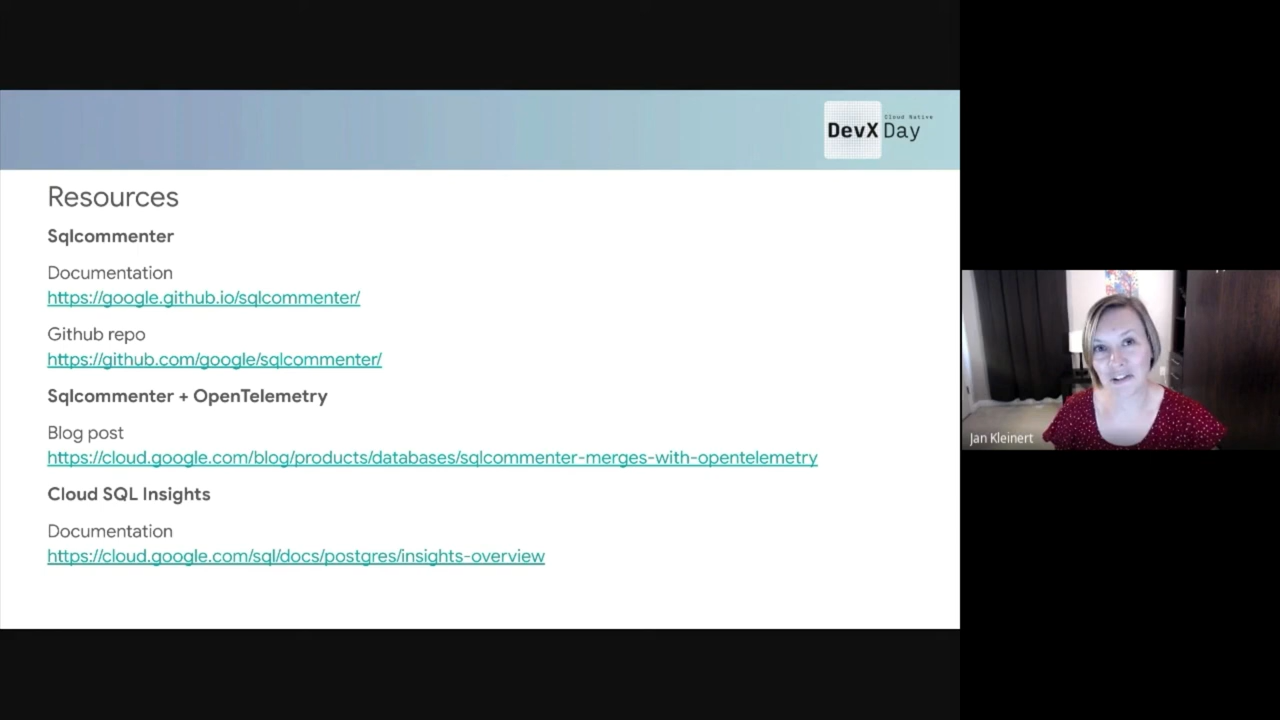 Cloud Native
DevX Day
Resources
Sqlcommenter
Documentation
https://google.github.io/sqlcommenter/
Github repo
https://github.com/google/sqlcommenter/
Sqlcommenter + OpenTelemetry
Blog post
https://cloud.google.com/blog/products/databases/sqlcommenter-merges-with-opentelemetry
Cloud SQL Insights
Documentation
https://cloud.google.com/sql/docs/postgres/insights-overview
Jan Kleinert